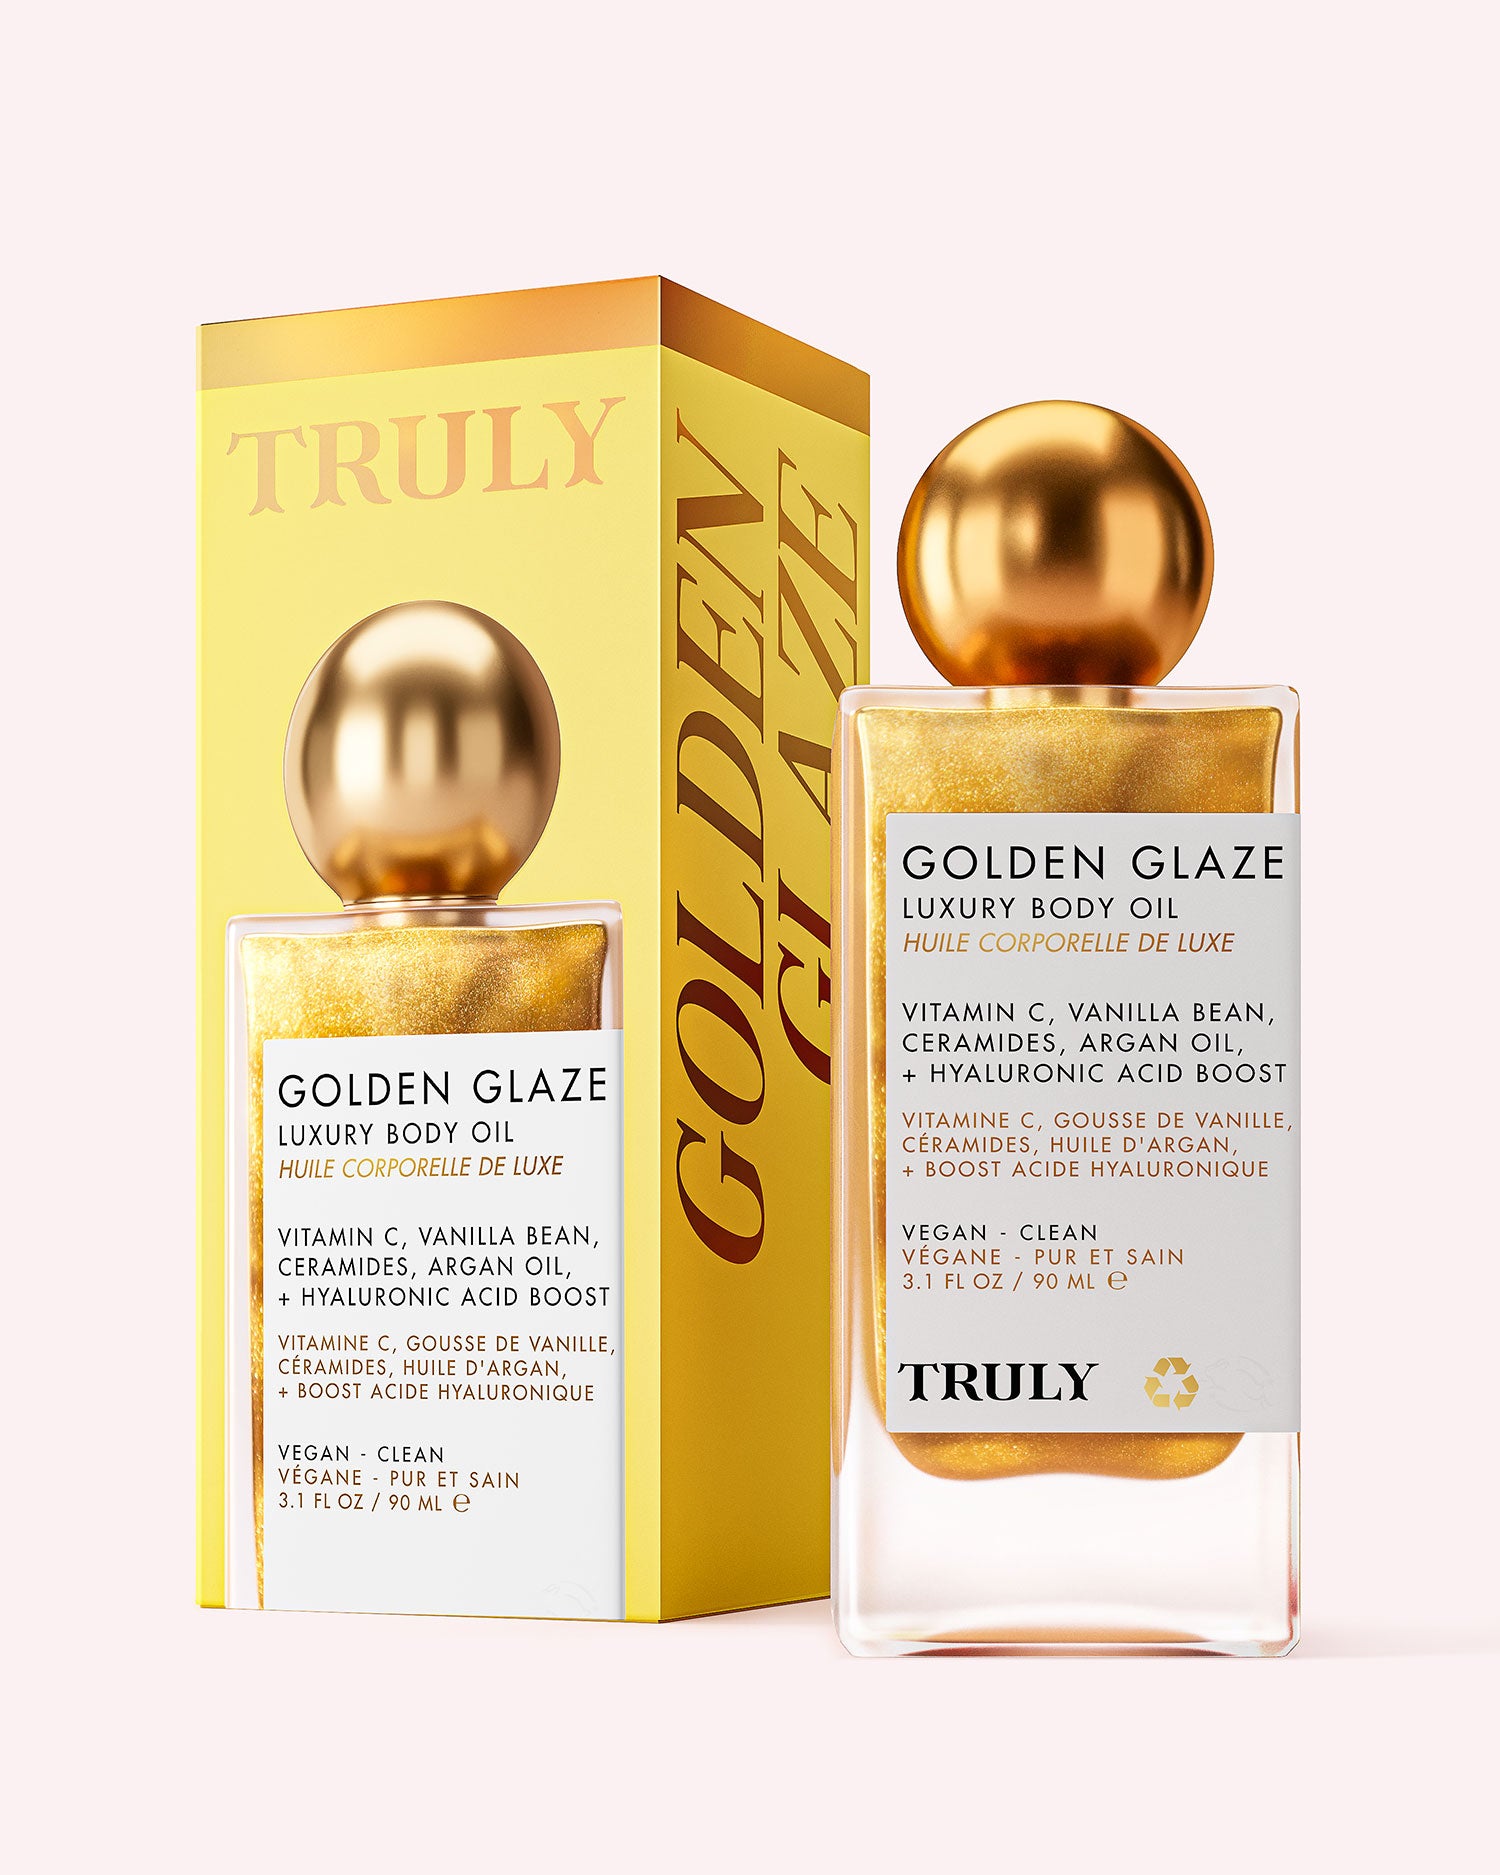 TRULY
GOLDEN GLAZE
LUXURY BODY OIL
HUILE CORPORELLE DE LUXE
VITAMIN C, VANILLA BEAN,
CERAMIDES, ARGAN OIL,
+ HYALURONIC ACID BOOST
VITAMINE C, GOUSSE DE VANILLE,
CÉRAMIDES, HUILE D'ARGAN,
+ BOOST ACIDE HYALURONIQUE
VEGAN - CLEAN
VÉGANE - PUR ET SAIN
3.1 FL OZ / 90 ML ℮
GOLDEN
GLAZE
GOLDEN GLAZE
LUXURY BODY OIL
HUILE CORPORELLE DE LUXE
VITAMIN C, VANILLA BEAN,
CERAMIDES, ARGAN OIL,
+ HYALURONIC ACID BOOST
VITAMINE C, GOUSSE DE VANILLE,
CÉRAMIDES, HUILE D'ARGAN,
+ BOOST ACIDE HYALURONIQUE
VEGAN - CLEAN
VÉGANE - PUR ET SAIN
3.1 FL OZ / 90 ML ℮
TRULY